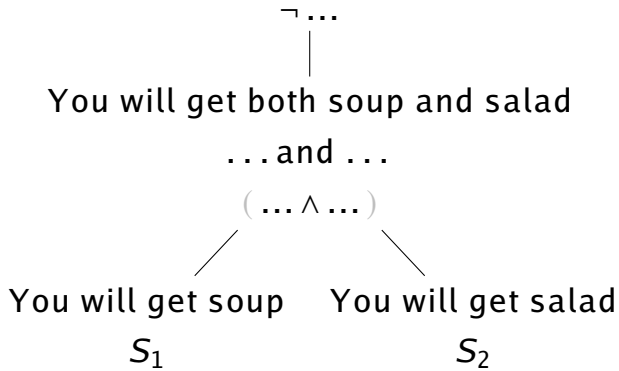 ¬ ...
You will get both soup and salad
... and ...
( ... ∧ ... )
You will get soup You will get salad
S₁ S₂